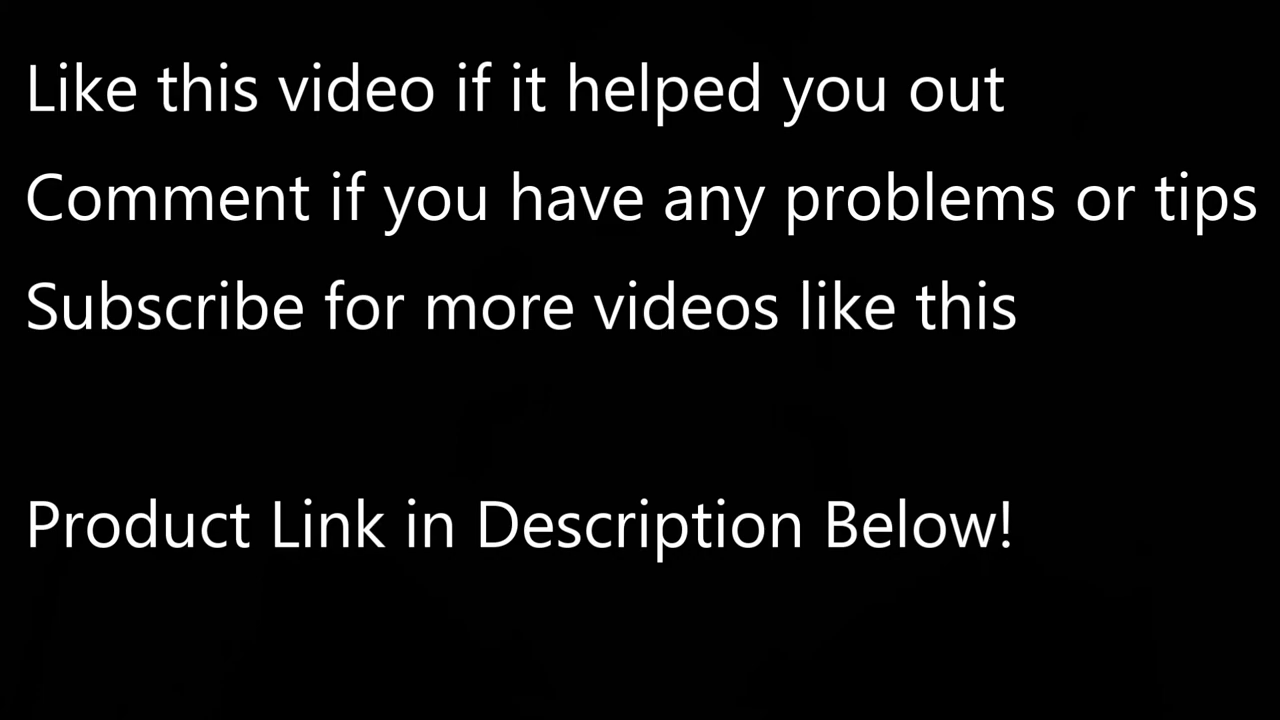 Like this video if it helped you out
Comment if you have any problems or tips
Subscribe for more videos like this
Product Link in Description Below!